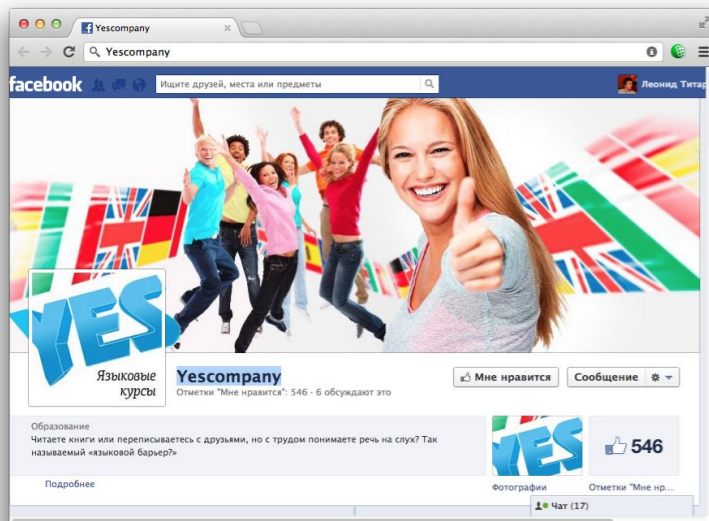 Yescompany
Yescompany
facebook
Ищите друзей, места или предметы
Леонид Титар
YES
Языковые
курсы
Yescompany
Отметки "Мне нравится": 546 · 6 обсуждают это
Мне нравится
Сообщение
Образование
Читаете книги или переписываетесь с друзьями, но с трудом понимаете речь на слух? Так
называемый «языковой барьер?»
Подробнее
YES
546
Фотографии
Отметки "Мне нр...
Чат (17)